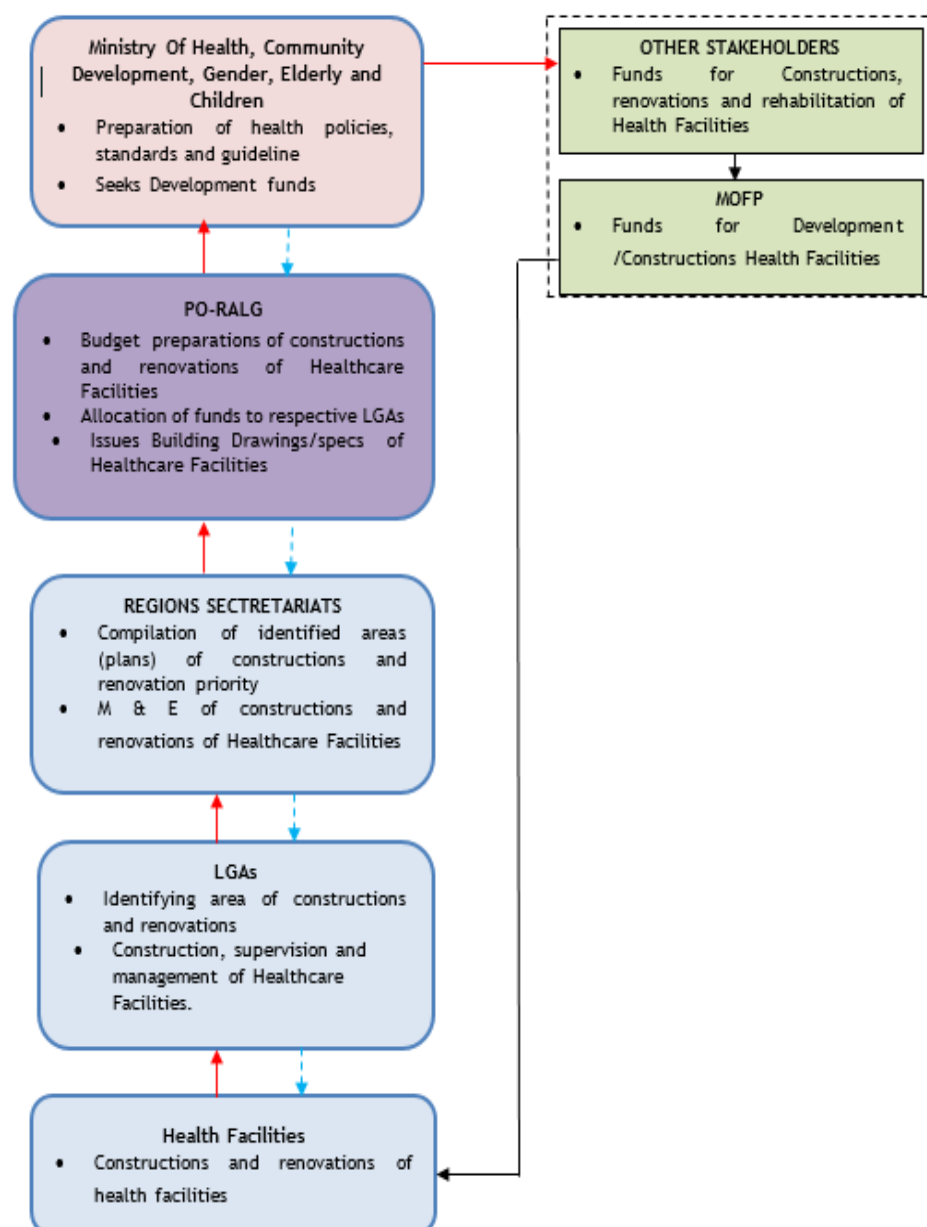 Ministry Of Health, Community
Development, Gender, Elderly and
Children
• Preparation of health policies,
standards and guideline
• Seeks Development funds
OTHER STAKEHOLDERS
• Funds for Constructions,
renovations and rehabilitation of
Health Facilities
MOFP
• Funds for Development
/Constructions Health Facilities
PO-RALG
• Budget preparations of constructions
and renovations of Healthcare
Facilities
• Allocation of funds to respective LGAs
• Issues Building Drawings/specs of
Healthcare Facilities
REGIONS SECTRETARIATS
• Compilation of identified areas
(plans) of constructions and
renovation priority
• M & E of constructions and
renovations of Healthcare Facilities
LGAs
• Identifying area of constructions
and renovations
• Construction, supervision and
management of Healthcare
Facilities.
Health Facilities
• Constructions and renovations of
health facilities